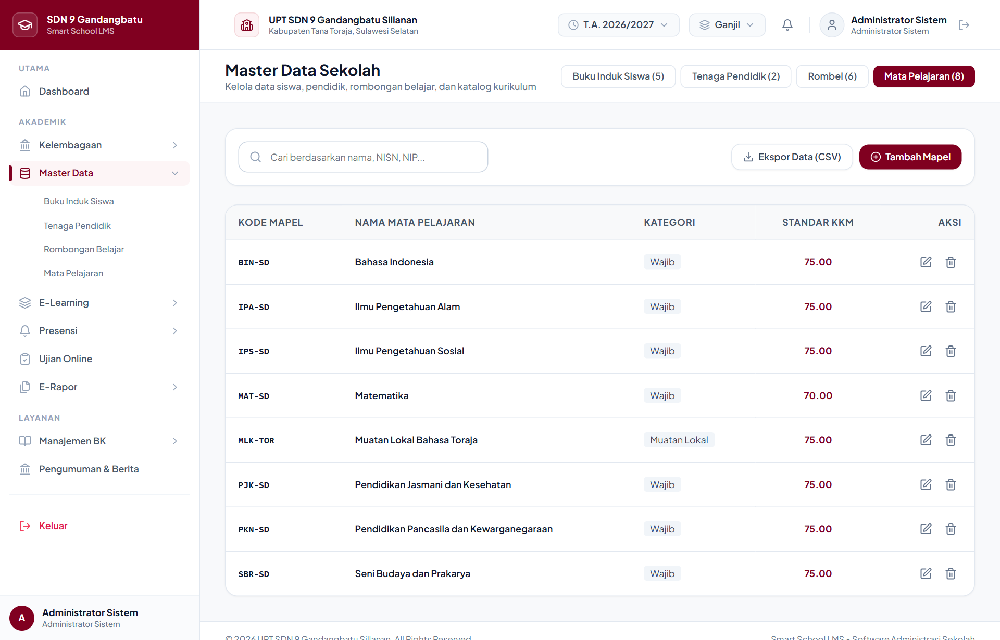 SDN 9 Gandangbatu
Smart School LMS
UPT SDN 9 Gandangbatu Sillanan
Kabupaten Tana Toraja, Sulawesi Selatan
T.A. 2026/2027
Ganjil
Administrator Sistem
Administrator Sistem
UTAMA
Dashboard
AKADEMIK
Kelembagaan
Master Data
Buku Induk Siswa
Tenaga Pendidik
Rombongan Belajar
Mata Pelajaran
E-Learning
Presensi
Ujian Online
E-Rapor
LAYANAN
Manajemen BK
Pengumuman & Berita
Keluar
A
Administrator Sistem
Administrator Sistem
Master Data Sekolah
Kelola data siswa, pendidik, rombongan belajar, dan katalog kurikulum
Buku Induk Siswa (5)
Tenaga Pendidik (2)
Rombel (6)
Mata Pelajaran (8)
Cari berdasarkan nama, NISN, NIP...
Ekspor Data (CSV)
Tambah Mapel
KODE MAPEL NAMA MATA PELAJARAN KATEGORI STANDAR KKM AKSI
BIN-SD Bahasa Indonesia Wajib 75.00
IPA-SD Ilmu Pengetahuan Alam Wajib 75.00
IPS-SD Ilmu Pengetahuan Sosial Wajib 75.00
MAT-SD Matematika Wajib 70.00
MLK-TOR Muatan Lokal Bahasa Toraja Muatan Lokal 75.00
PJK-SD Pendidikan Jasmani dan Kesehatan Wajib 75.00
PKN-SD Pendidikan Pancasila dan Kewarganegaraan Wajib 75.00
SBR-SD Seni Budaya dan Prakarya Wajib 75.00
© 2026 UPT SDN 9 Gandangbatu Sillanan. All Rights Reserved.
Smart School LMS • Software Administrasi Sekolah